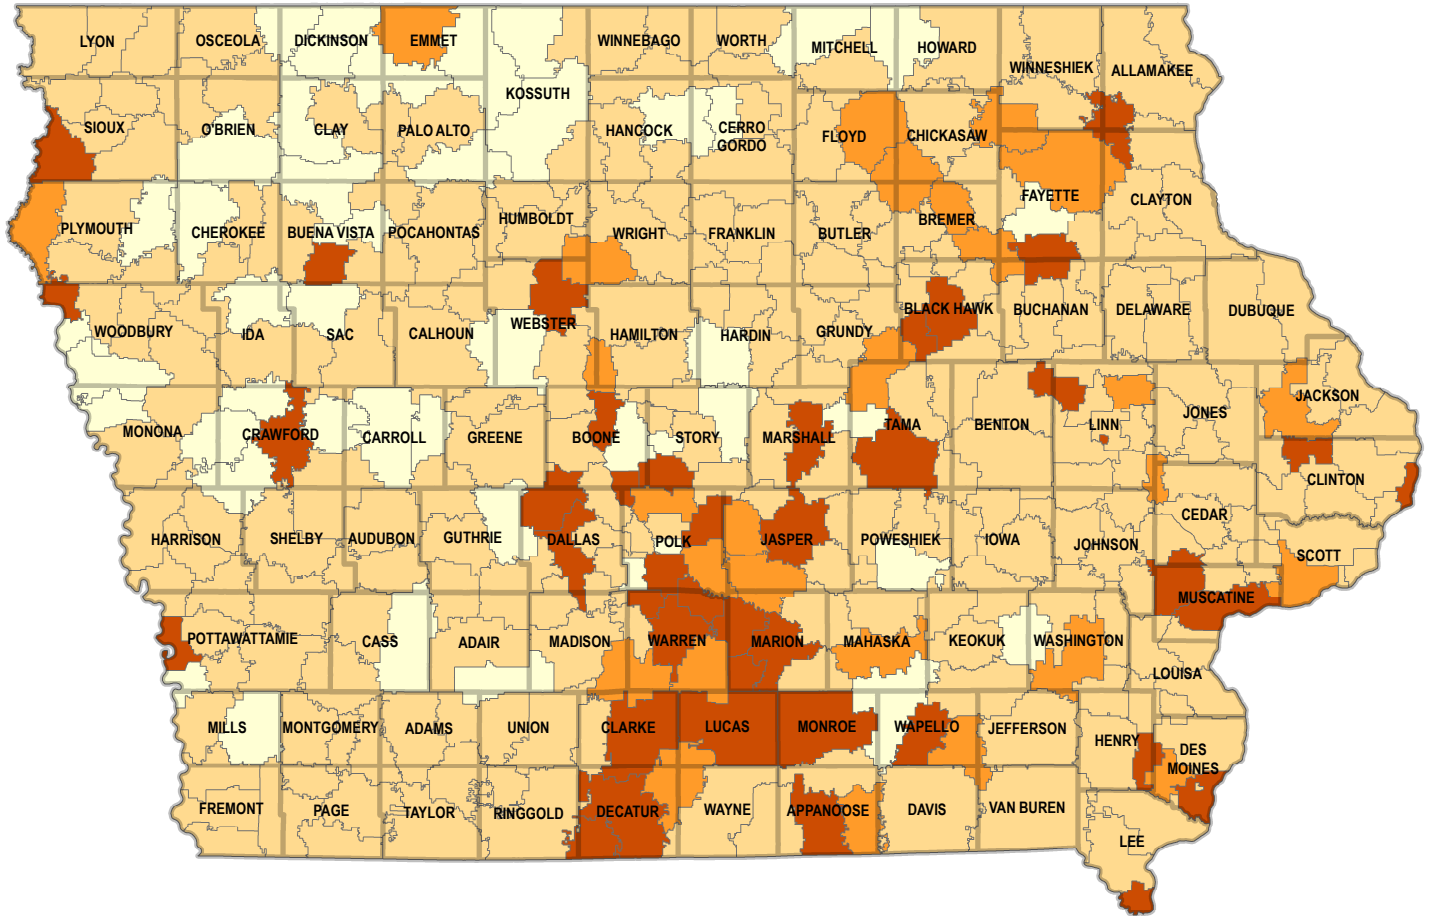 LYON
OSCEOLA
DICKINSON
EMMET
WINNEBAGO
WORTH
MITCHELL
HOWARD
WINNESHIEK
ALLAMAKEE
KOSSUTH
SIOUX
O'BRIEN
CLAY
PALO ALTO
HANCOCK
CERRO
GORDO
FLOYD
CHICKASAW
FAYETTE
CLAYTON
PLYMOUTH
CHEROKEE
BUENA VISTA
POCAHONTAS
HUMBOLDT
WRIGHT
FRANKLIN
BUTLER
BREMER
WOODBURY
IDA
SAC
CALHOUN
WEBSTER
HAMILTON
HARDIN
GRUNDY
BLACK HAWK
BUCHANAN
DELAWARE
DUBUQUE
MONONA
CRAWFORD
CARROLL
GREENE
BOONE
STORY
MARSHALL
TAMA
BENTON
LINN
JONES
JACKSON
CLINTON
HARRISON
SHELBY
AUDUBON
GUTHRIE
DALLAS
POLK
JASPER
POWESHIEK
IOWA
JOHNSON
CEDAR
SCOTT
MUSCATINE
POTTAWATTAMIE
CASS
ADAIR
MADISON
WARREN
MARION
MAHASKA
KEOKUK
WASHINGTON
LOUISA
MILLS
MONTGOMERY
ADAMS
UNION
CLARKE
LUCAS
MONROE
WAPELLO
JEFFERSON
HENRY
DES
MOINES
FREMONT
PAGE
TAYLOR
RINGGOLD
DECATUR
WAYNE
APPANOOSE
DAVIS
VAN BUREN
LEE